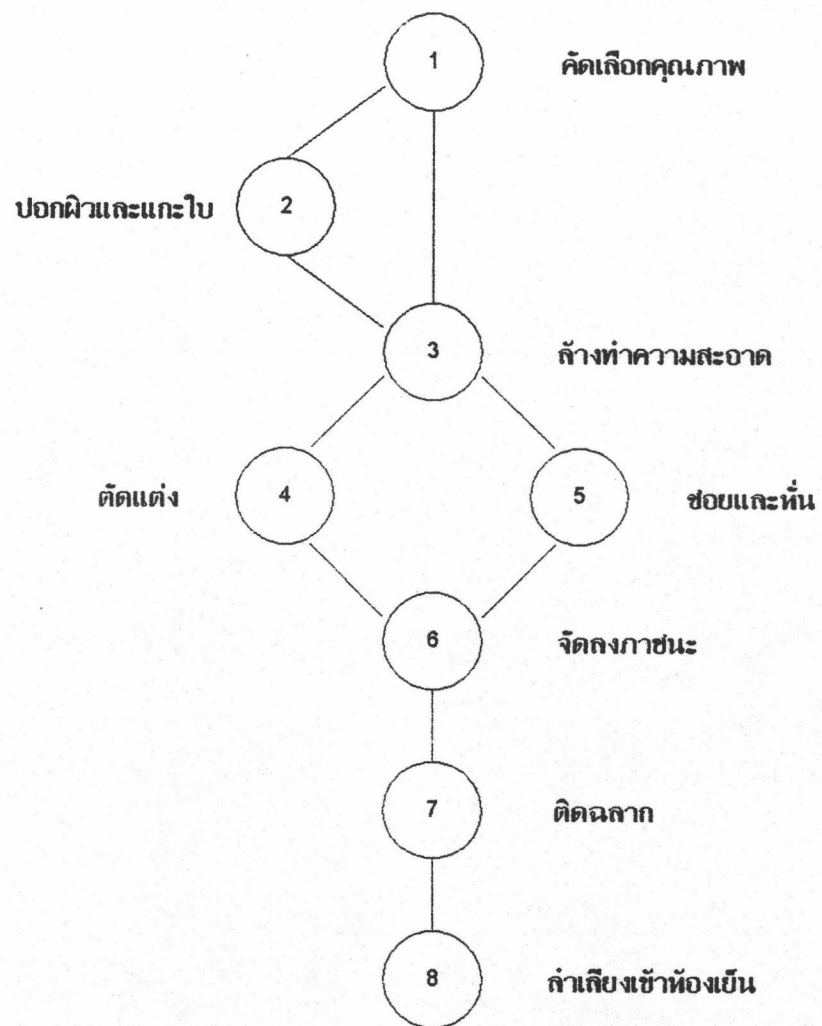 1 คัดเลือกคุณภาพ
ปอกผิวและแกะใบ 2
3 ล้างทำความสะอาด
ตัดแต่ง 4 5 ซอยและหั่น
6 จัดลงภาชนะ
7 ติดฉลาก
8 ลำเลียงเข้าห้องเย็น